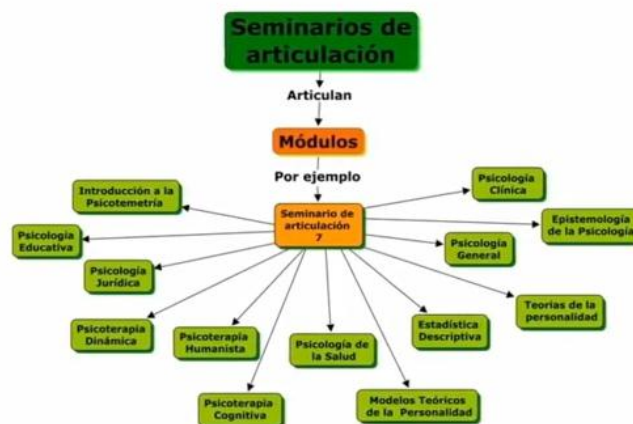 Seminarios de
articulación
Articulan
Módulos
Por ejemplo
Seminario de
articulación
7
Introducción a la
Psicotemetría
Psicología
Educativa
Psicología
Jurídica
Psicoterapia
Dinámica
Psicoterapia
Humanista
Psicoterapia
Cognitiva
Psicología de
la Salud
Modelos Teóricos
de la Personalidad
Estadística
Descriptiva
Teorias de la
personalidad
Psicología
General
Epistemología
de la Psicología
Psicología
Clínica